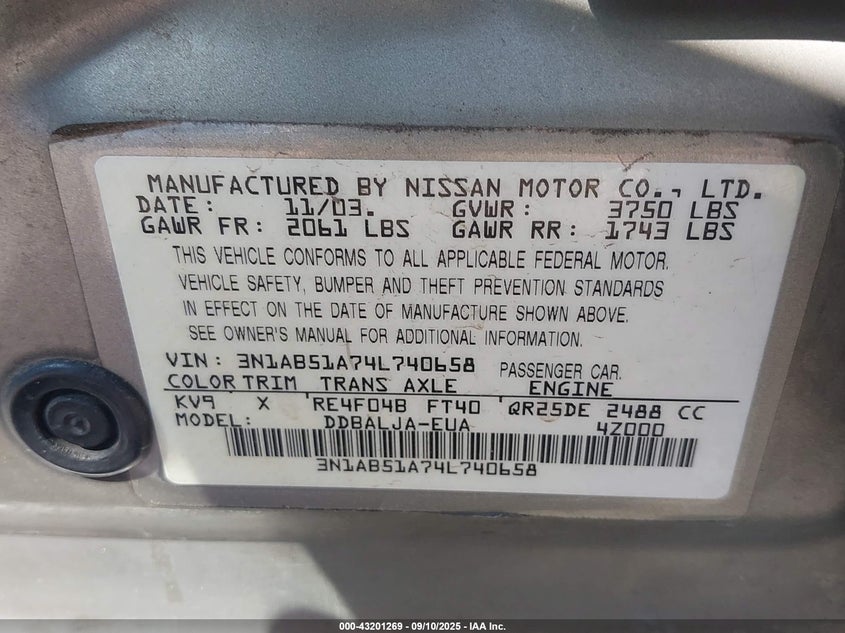 MANUFACTURED BY NISSAN MOTOR CO., LTD.
DATE: 11/03. GVWR: 3750 LBS
GAWR FR: 2061 LBS GAWR RR: 1743 LBS
THIS VEHICLE CONFORMS TO ALL APPLICABLE FEDERAL MOTOR.
VEHICLE SAFETY, BUMPER AND THEFT PREVENTION STANDARDS
IN EFFECT ON THE DATE OF MANUFACTURE SHOWN ABOVE.
SEE OWNER'S MANUAL FOR ADDITIONAL INFORMATION.
VIN: 3N1AB51A74L740658 PASSENGER CAR.
COLOR TRIM TRANS AXLE ENGINE
KV9 X RE4F04B FT40 QR25DE 2488 CC
MODEL: DDBALJA-EUA 4Z000
3N1AB51A74L740658
000-43201269 - 09/10/2025 - IAA Inc.